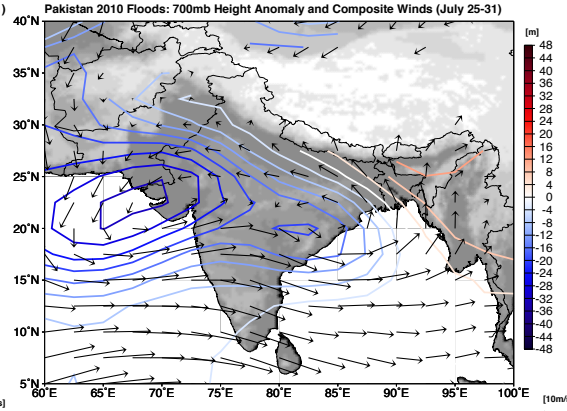 ) Pakistan 2010 Floods: 700mb Height Anomaly and Composite Winds (July 25-31)
[m]
40°N
35°N
30°N
25°N
20°N
15°N
10°N
5°N
60°E 65°E 70°E 75°E 80°E 85°E 90°E 95°E 100°E
48
44
40
36
32
28
24
20
16
12
8
4
0
-4
-8
-12
-16
-20
-24
-28
-32
-36
-40
-44
-48
s] [10m/